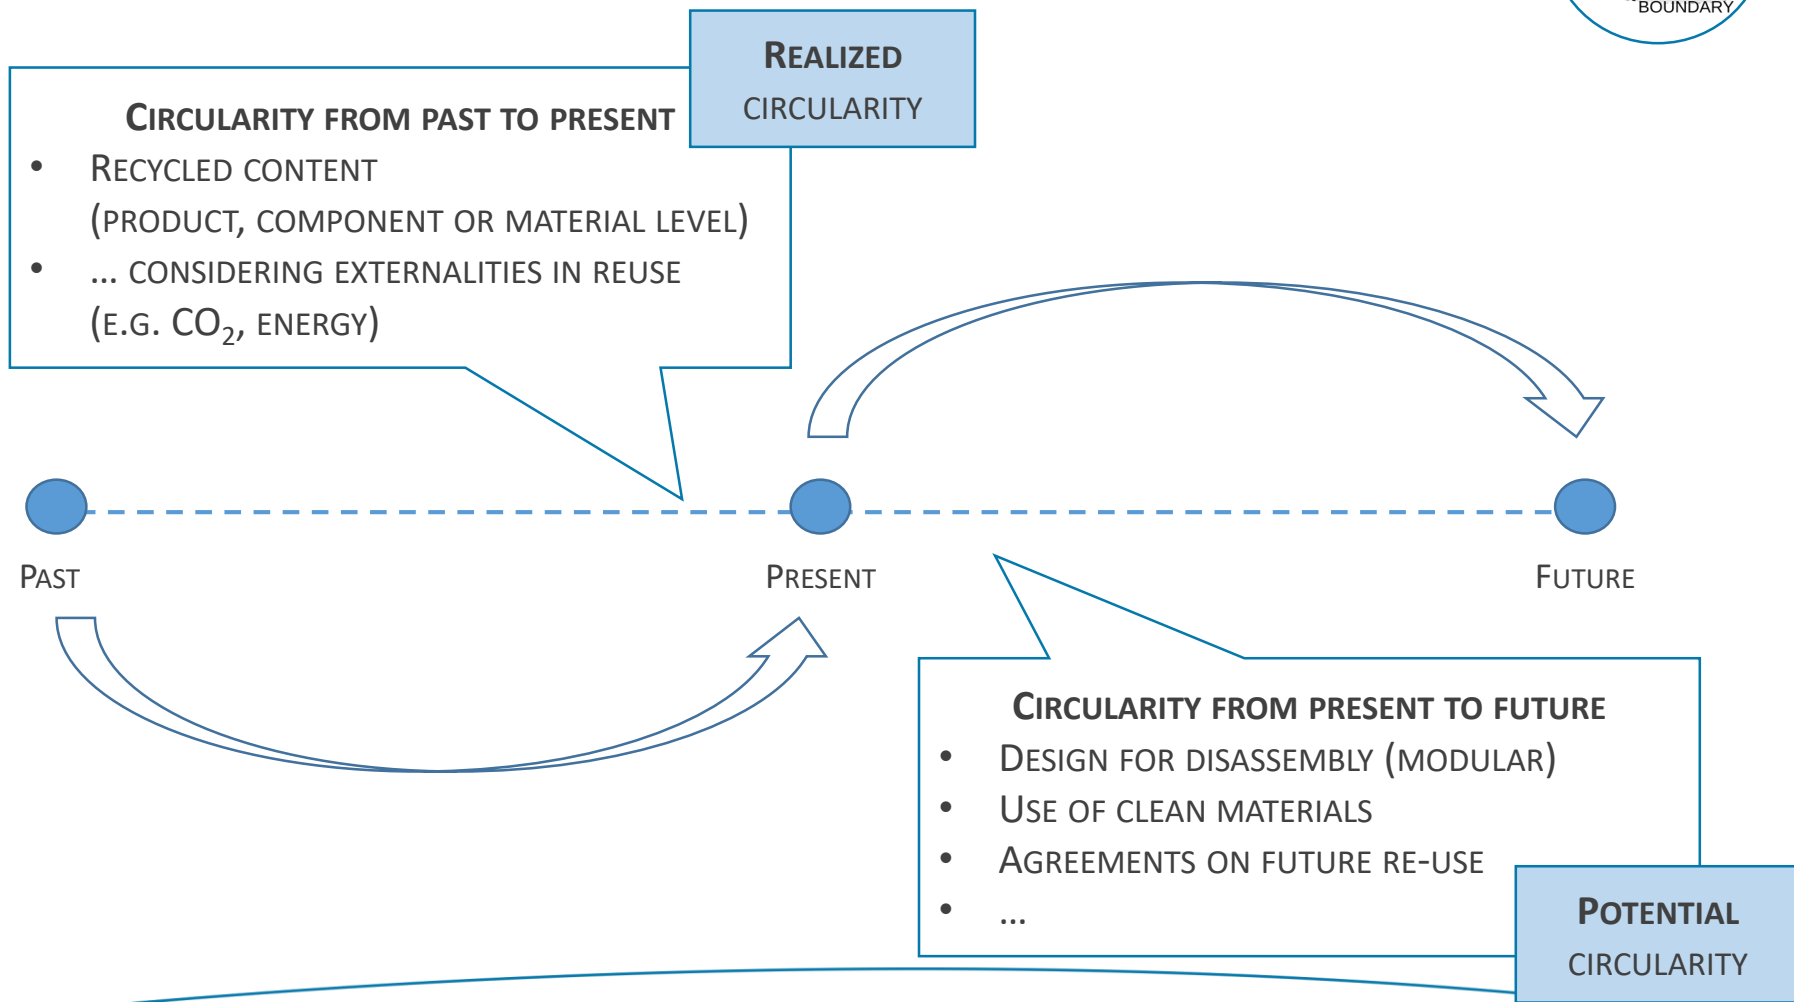 BOUNDARY
REALIZED
CIRCULARITY
CIRCULARITY FROM PAST TO PRESENT
• RECYCLED CONTENT
(PRODUCT, COMPONENT OR MATERIAL LEVEL)
• ... CONSIDERING EXTERNALITIES IN REUSE
(E.G. CO₂, ENERGY)
PAST
PRESENT
FUTURE
CIRCULARITY FROM PRESENT TO FUTURE
• DESIGN FOR DISASSEMBLY (MODULAR)
• USE OF CLEAN MATERIALS
• AGREEMENTS ON FUTURE RE-USE
• ...
POTENTIAL
CIRCULARITY